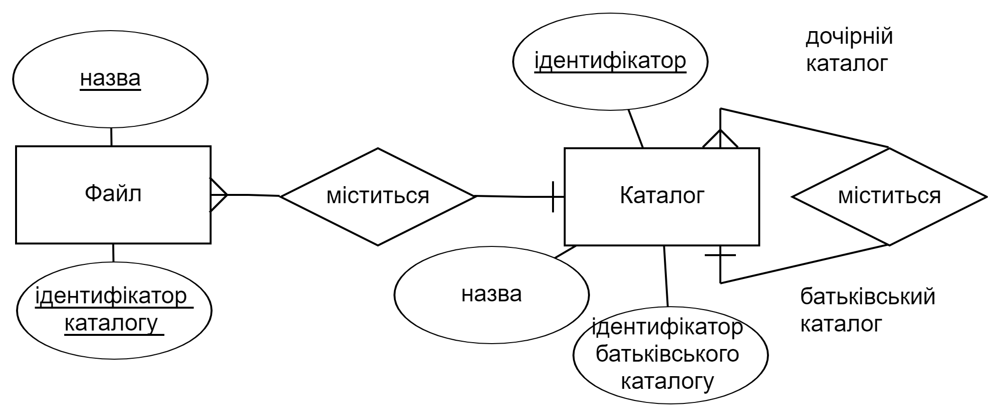 назва
Файл
ідентифікатор
каталогу
міститься
ідентифікатор
Каталог
назва
ідентифікатор
батьківського
каталогу
дочірній
каталог
міститься
батьківський
каталог